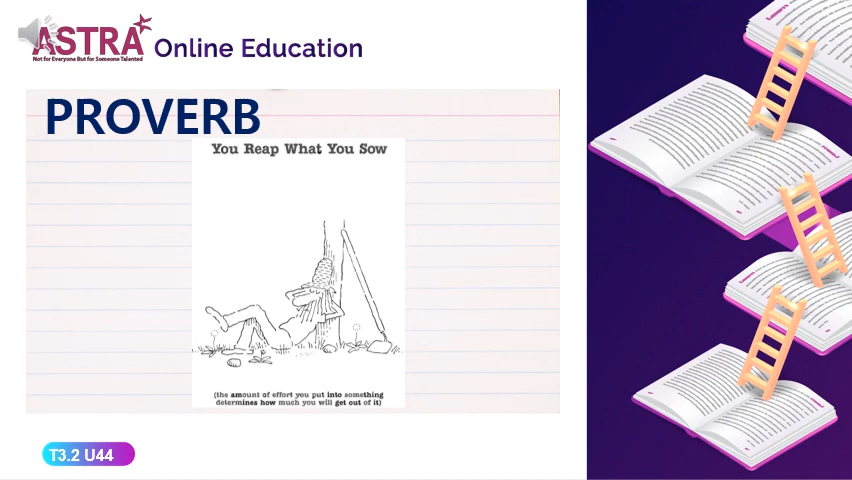 ASTRA
Not for Everyone But for Someone Talented
Online Education
PROVERB
You Reap What You Sow
(the amount of effort you put into something
determines how much you will get out of it)
T3.2 U44